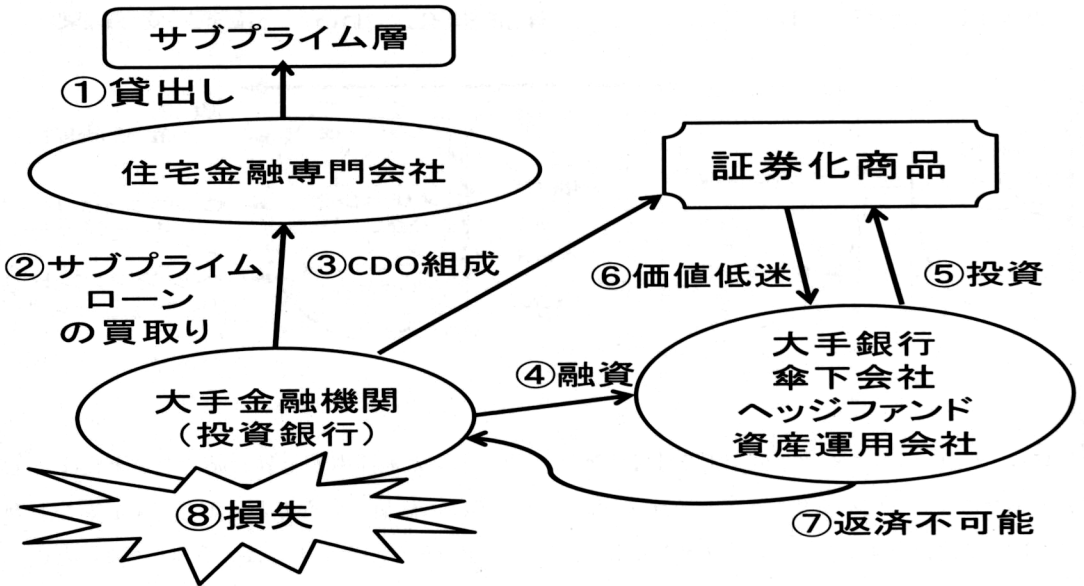 サブプライム層
①貸出し
住宅金融専門会社
証券化商品
②サブプライム
ローン
の買取り
③CDO組成
⑥価値低迷
⑤投資
大手金融機関
(投資銀行)
④融資
大手銀行
傘下会社
ヘッジファンド
資産運用会社
⑧損失
⑦返済不可能